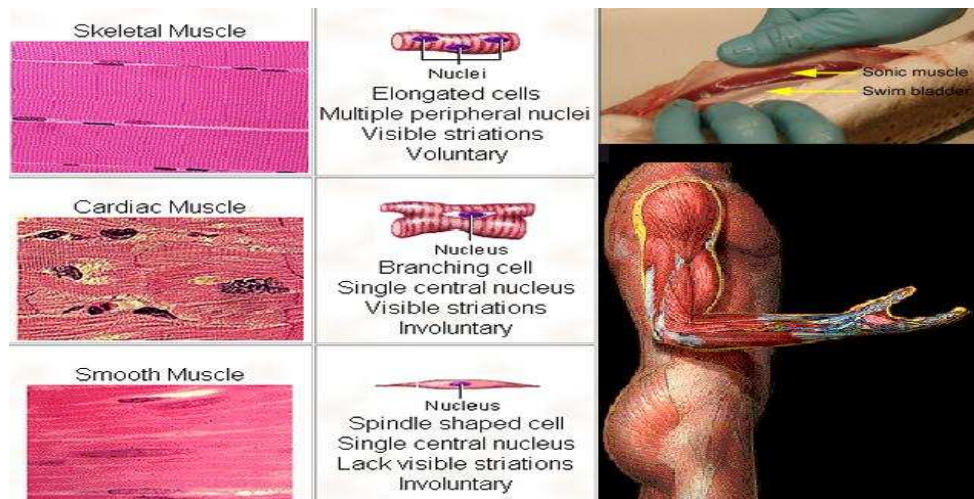 Skeletal Muscle
Nuclei
Elongated cells
Multiple peripheral nuclei
Visible striations
Voluntary
Sonic muscle
Swim bladder
Cardiac Muscle
Nucleus
Branching cell
Single central nucleus
Visible striations
Involuntary
Smooth Muscle
Nucleus
Spindle shaped cell
Single central nucleus
Lack visible striations
Involuntary